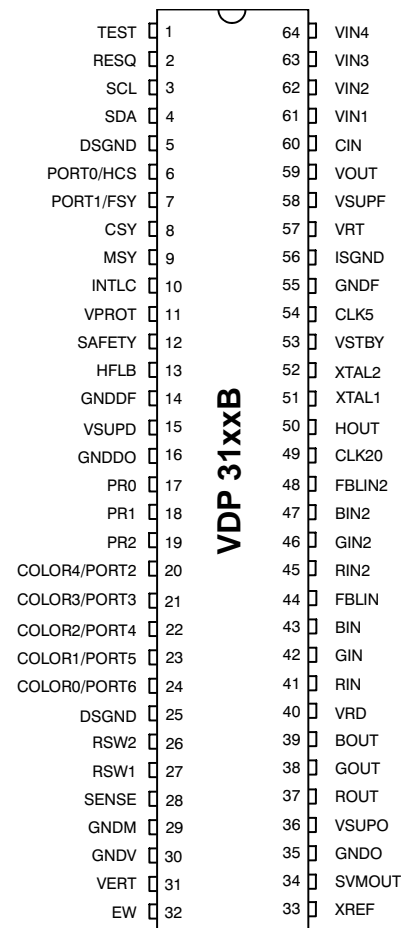 TEST 1 64 VIN4
RESQ 2 63 VIN3
SCL 3 62 VIN2
SDA 4 61 VIN1
DSGND 5 60 CIN
PORT0/HCS 6 59 VOUT
PORT1/FSY 7 58 VSUPF
CSY 8 57 VRT
MSY 9 56 ISGND
INTLC 10 55 GNDF
VPROT 11 54 CLK5
SAFETY 12 53 VSTBY
HFLB 13 52 XTAL2
GNDDF 14 51 XTAL1
VSUPD 15 50 HOUT
GNDDO 16 49 CLK20
PR0 17 48 FBLIN2
PR1 18 47 BIN2
PR2 19 46 GIN2
COLOR4/PORT2 20 45 RIN2
COLOR3/PORT3 21 44 FBLIN
COLOR2/PORT4 22 43 BIN
COLOR1/PORT5 23 42 GIN
COLOR0/PORT6 24 41 RIN
DSGND 25 40 VRD
RSW2 26 39 BOUT
RSW1 27 38 GOUT
SENSE 28 37 ROUT
GNDM 29 36 VSUPO
GNDV 30 35 GNDO
VERT 31 34 SVMOUT
EW 32 33 XREF
VDP 31xxB